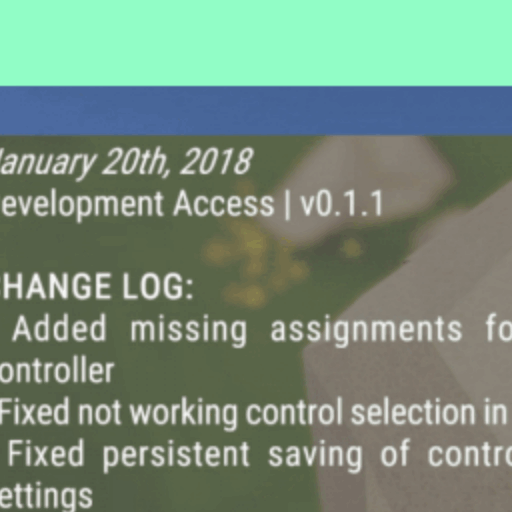 January 20th, 2018
evelopment Access | v0.1.1
HANGE LOG:
Added missing assignments fo
ontroller
Fixed not working control selection in
Fixed persistent saving of contro
ettings